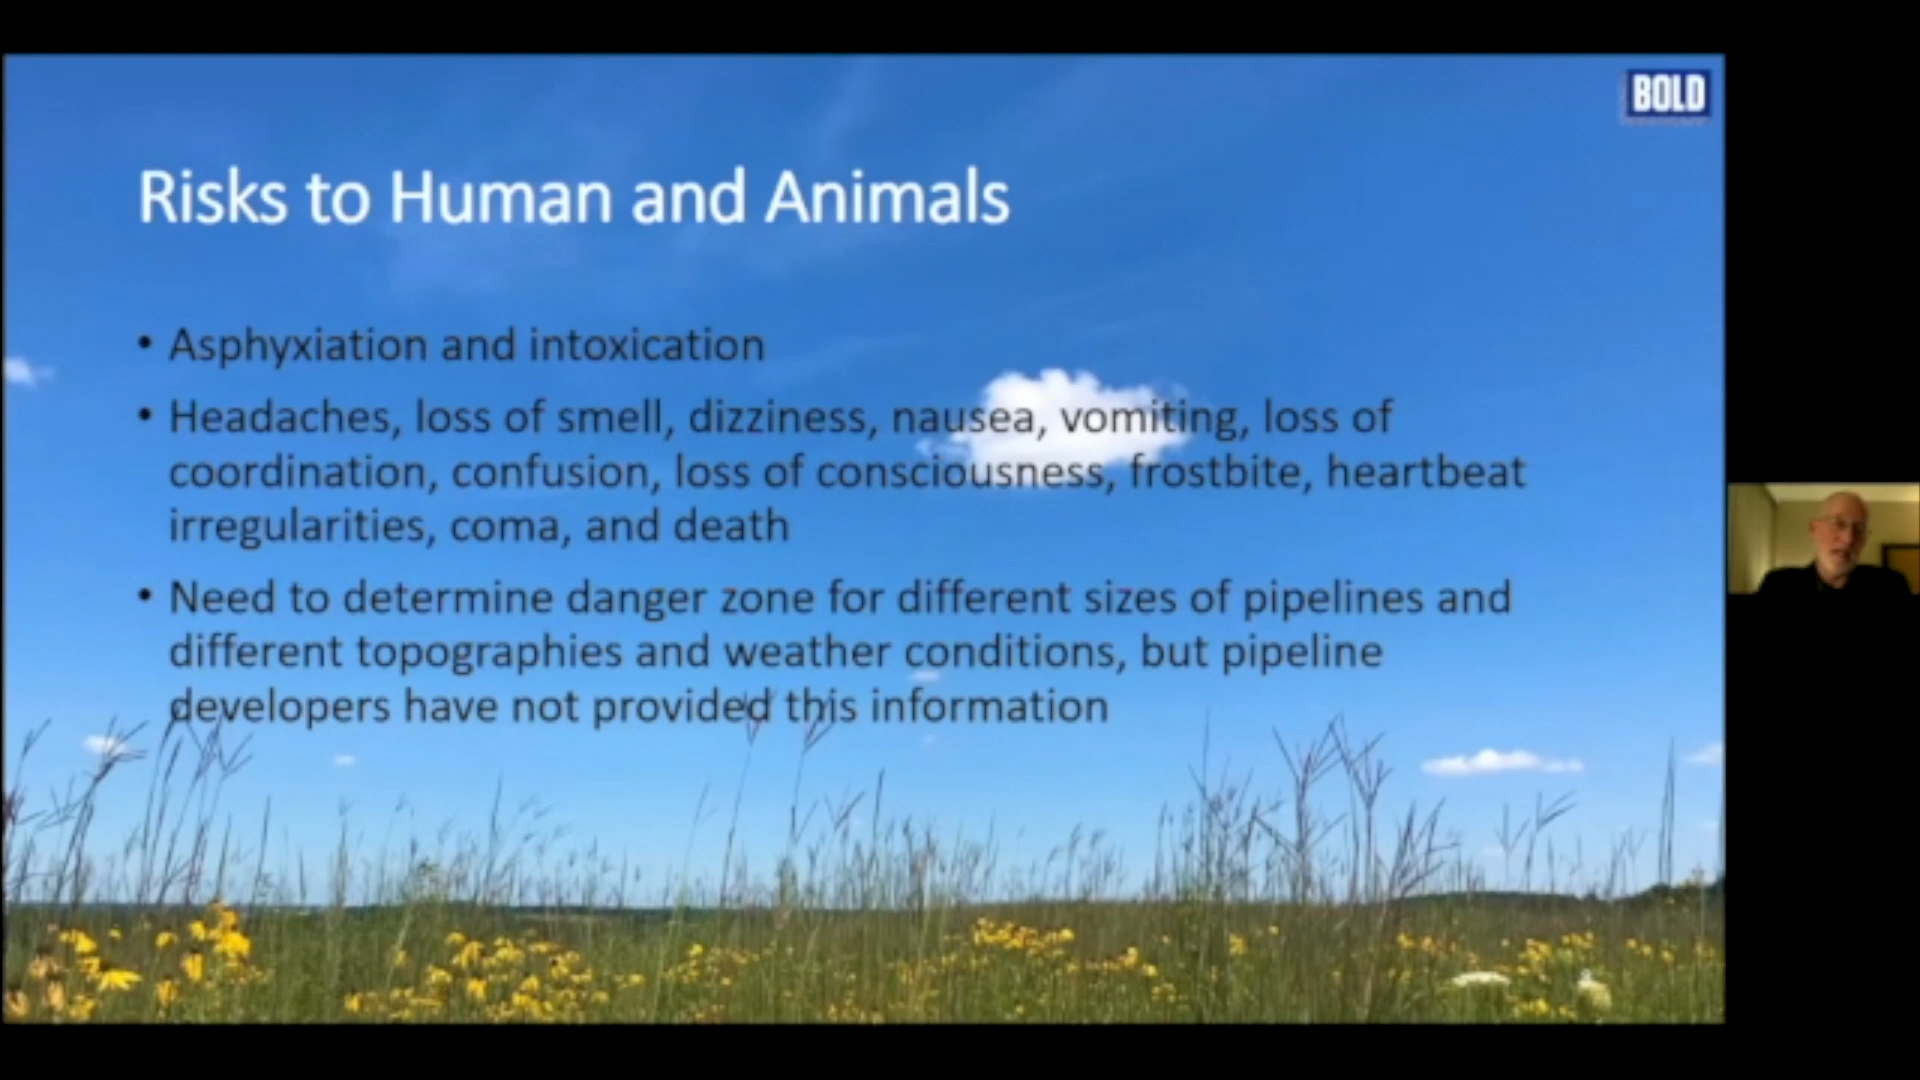 BOLD
Risks to Human and Animals
• Asphyxiation and intoxication
• Headaches, loss of smell, dizziness, nausea, vomiting, loss of
coordination, confusion, loss of consciousness, frostbite, heartbeat
irregularities, coma, and death
• Need to determine danger zone for different sizes of pipelines and
different topographies and weather conditions, but pipeline
developers have not provided this information